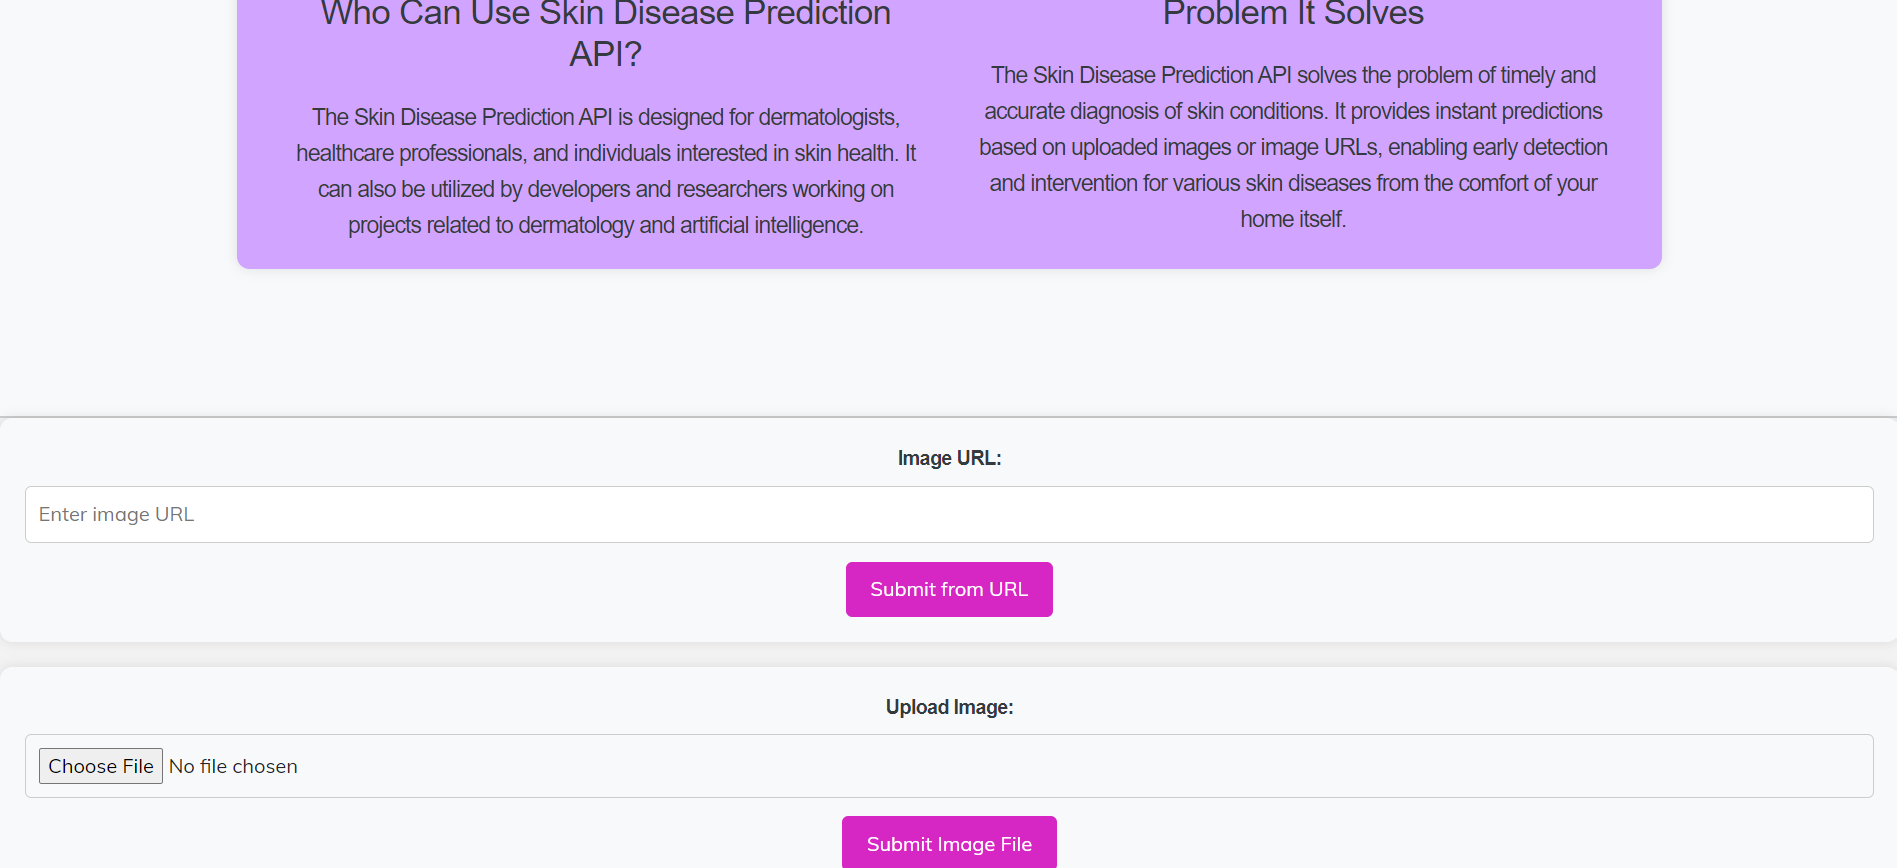 Who Can Use Skin Disease Prediction
API?
The Skin Disease Prediction API is designed for dermatologists,
healthcare professionals, and individuals interested in skin health. It
can also be utilized by developers and researchers working on
projects related to dermatology and artificial intelligence.
Problem It Solves
The Skin Disease Prediction API solves the problem of timely and
accurate diagnosis of skin conditions. It provides instant predictions
based on uploaded images or image URLs, enabling early detection
and intervention for various skin diseases from the comfort of your
home itself.
Image URL:
Enter image URL
Submit from URL
Upload Image:
Choose File No file chosen
Submit Image File